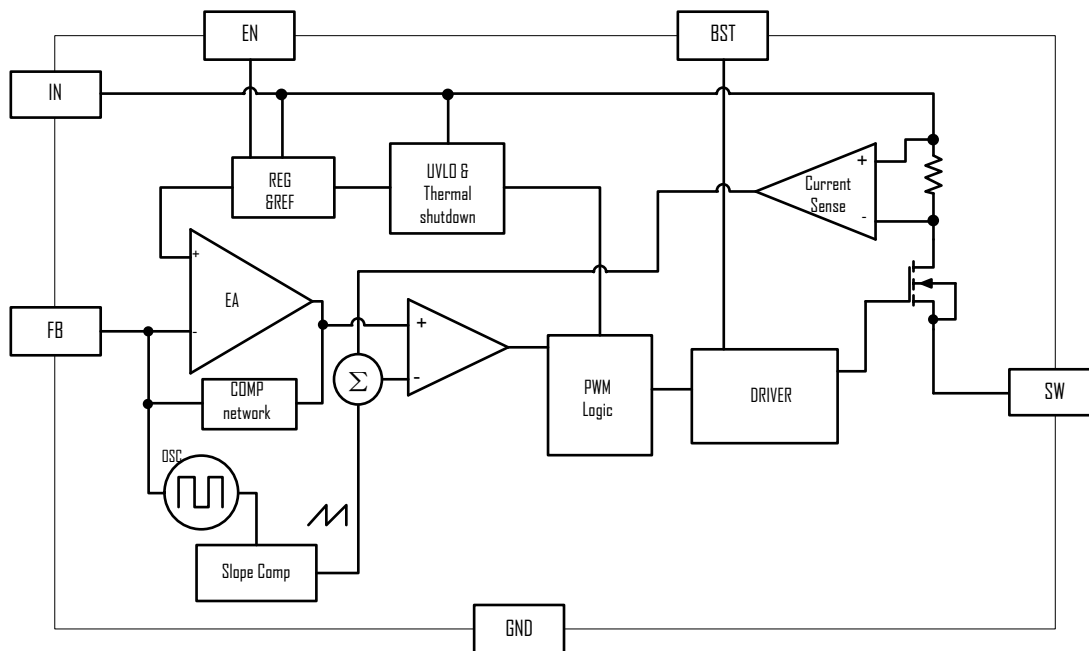 EN
BST
IN
REG
&REF
UVLO &
Thermal
shutdown
+
Current
Sense
-
+
EA
-
FB
+
-
Σ
COMP
network
PWM
Logic
DRIVER
SW
OSC
Slope Comp
GND